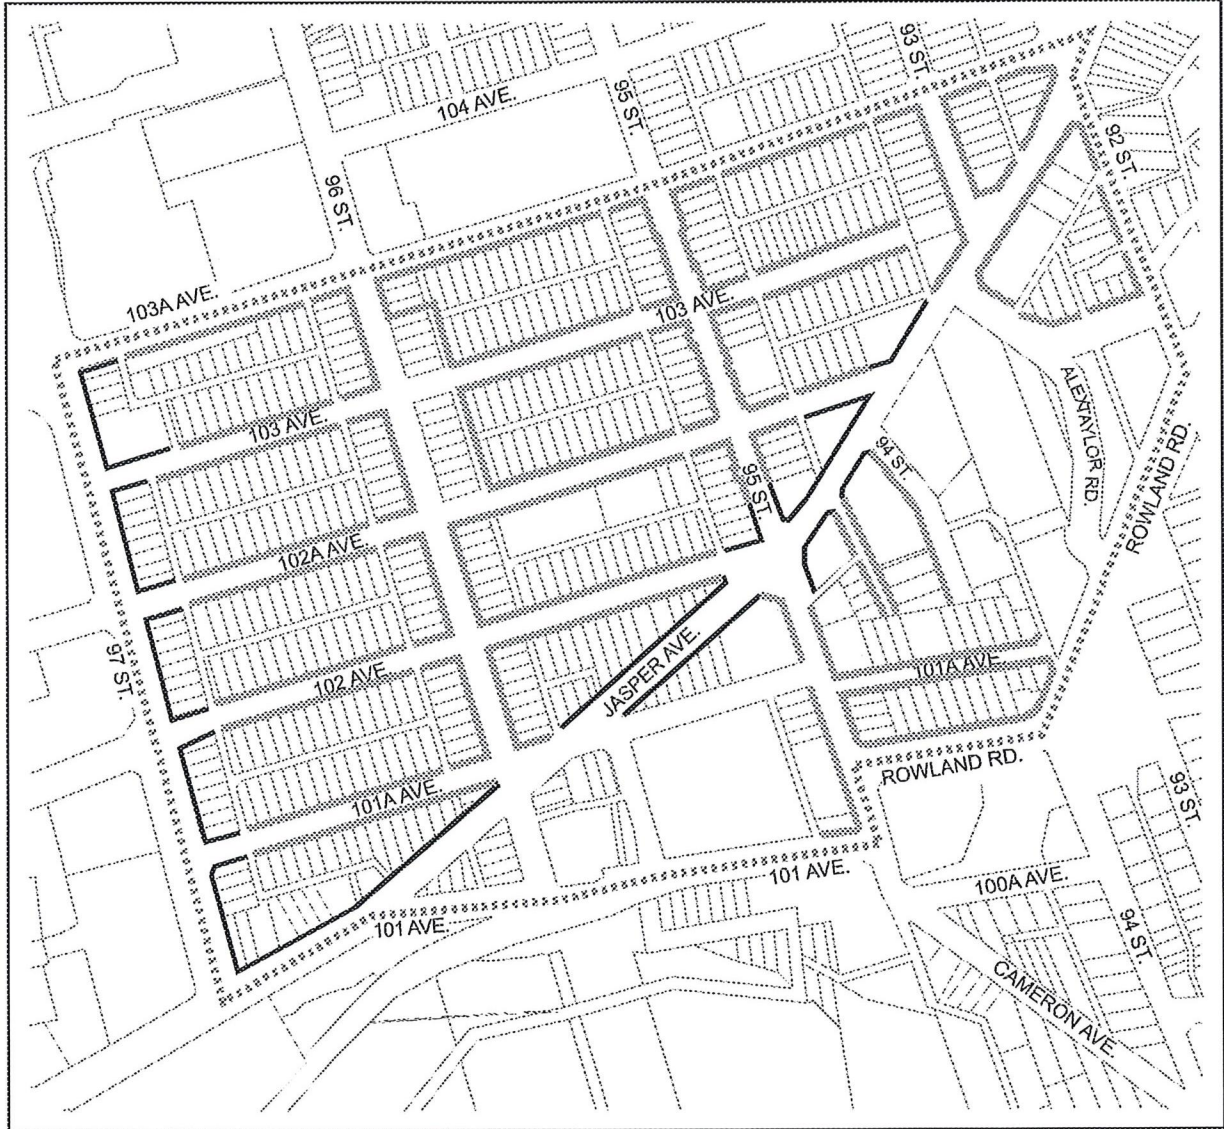 93 ST.
104 AVE.
95 ST.
92 ST.
96 ST.
103A AVE.
103 AVE.
ALEX TAYLOR RD.
103 AVE.
94 ST.
ROWLAND RD.
95 ST.
102A AVE
97 ST.
102 AVE
JASPER AVE.
101A AVE
ROWLAND RD.
93 ST.
101A AVE.
101 AVE.
100A AVE.
101 AVE.
94 ST
CAMERON AVE.